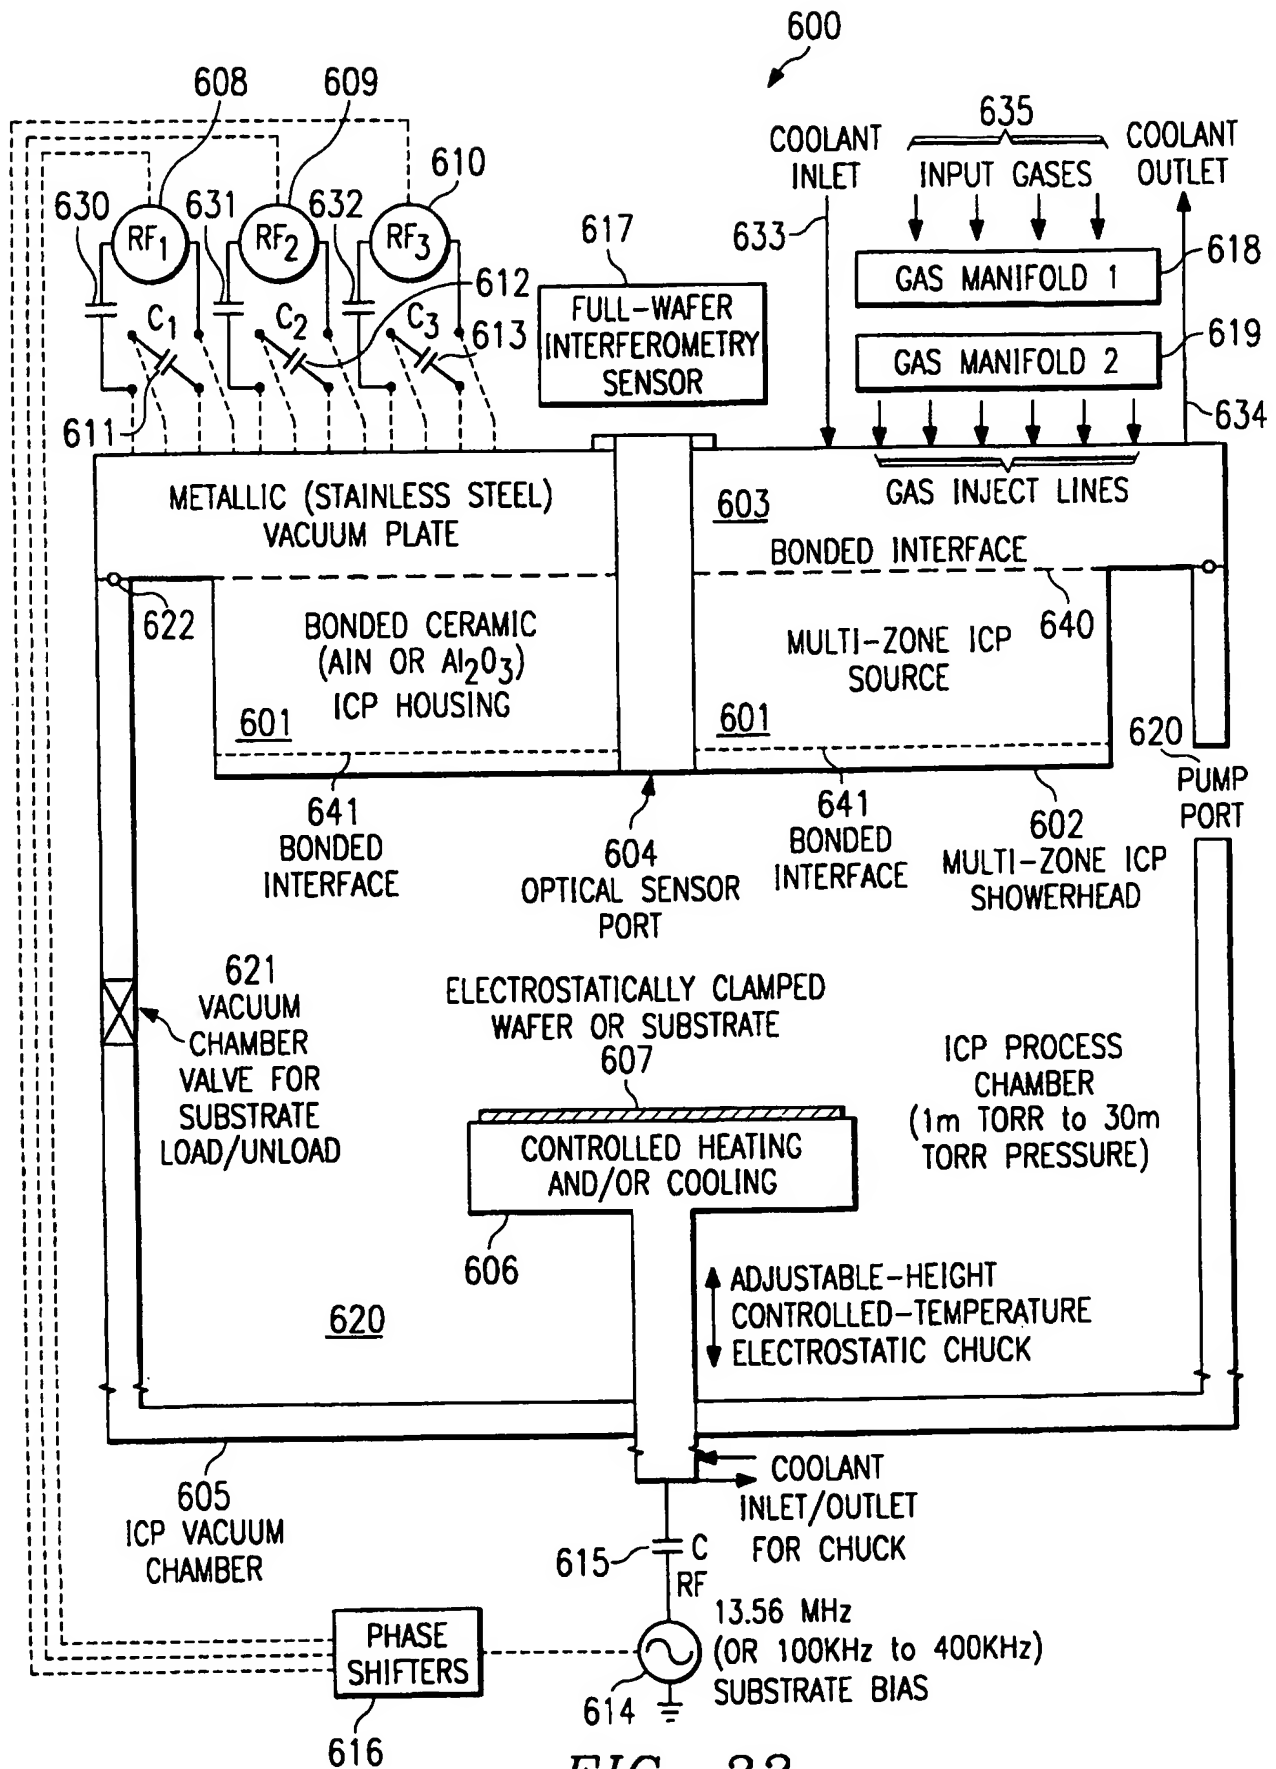 600
608
609
635
COOLANT
INLET
INPUT GASES
COOLANT
OUTLET
610
630
631
632
RF1
RF2
RF3
617
633
618
GAS MANIFOLD 1
612
C1
C2
C3
613
FULL-WAFER
INTERFEROMETRY
SENSOR
619
GAS MANIFOLD 2
611
634
METALLIC (STAINLESS STEEL)
VACUUM PLATE
603
GAS INJECT LINES
BONDED INTERFACE
622
640
BONDED CERAMIC
(AlN OR Al2O3)
ICP HOUSING
MULTI-ZONE ICP
SOURCE
601
601
620
PUMP
PORT
641
BONDED
INTERFACE
604
OPTICAL SENSOR
PORT
641
BONDED
INTERFACE
602
MULTI-ZONE ICP
SHOWERHEAD
621
VACUUM
CHAMBER
VALVE FOR
SUBSTRATE
LOAD/UNLOAD
ELECTROSTATICALLY CLAMPED
WAFER OR SUBSTRATE
607
ICP PROCESS
CHAMBER
(1m TORR to 30m
TORR PRESSURE)
CONTROLLED HEATING
AND/OR COOLING
606
ADJUSTABLE-HEIGHT
CONTROLLED-TEMPERATURE
ELECTROSTATIC CHUCK
620
605
ICP VACUUM
CHAMBER
COOLANT
INLET/OUTLET
FOR CHUCK
615
C
RF
13.56 MHz
(OR 100KHz to 400KHz)
SUBSTRATE BIAS
PHASE
SHIFTERS
614
616